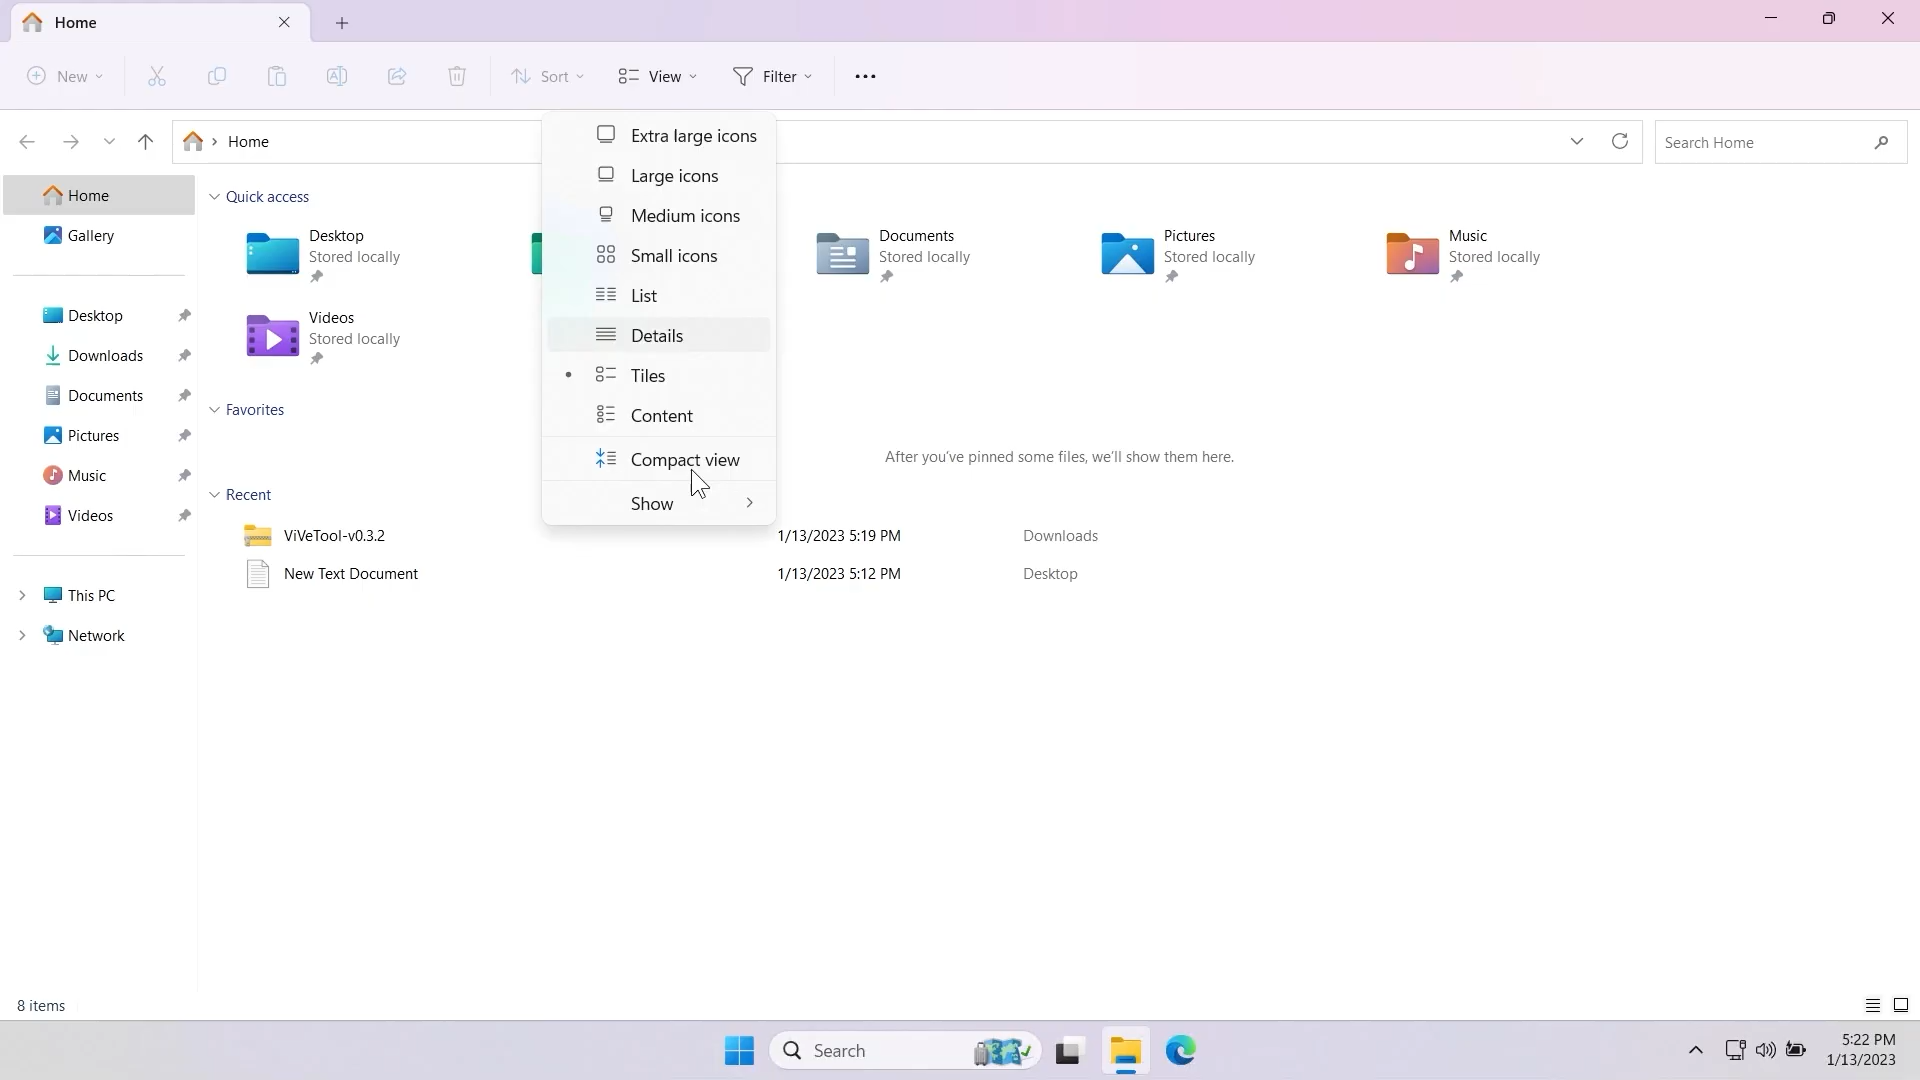 Home
New
Sort
View
Filter
Home
Search Home
Home
Gallery
Desktop
Downloads
Documents
Pictures
Music
Videos
This PC
Network
Quick access
Desktop
Stored locally
Documents
Stored locally
Pictures
Stored locally
Music
Stored locally
Videos
Stored locally
Favorites
After you've pinned some files, we'll show them here.
Recent
ViVeTool-v0.3.2 1/13/2023 5:19 PM Downloads
New Text Document 1/13/2023 5:12 PM Desktop
Extra large icons
Large icons
Medium icons
Small icons
List
Details
Tiles
Content
Compact view
Show
8 items
Search
5:22 PM
1/13/2023